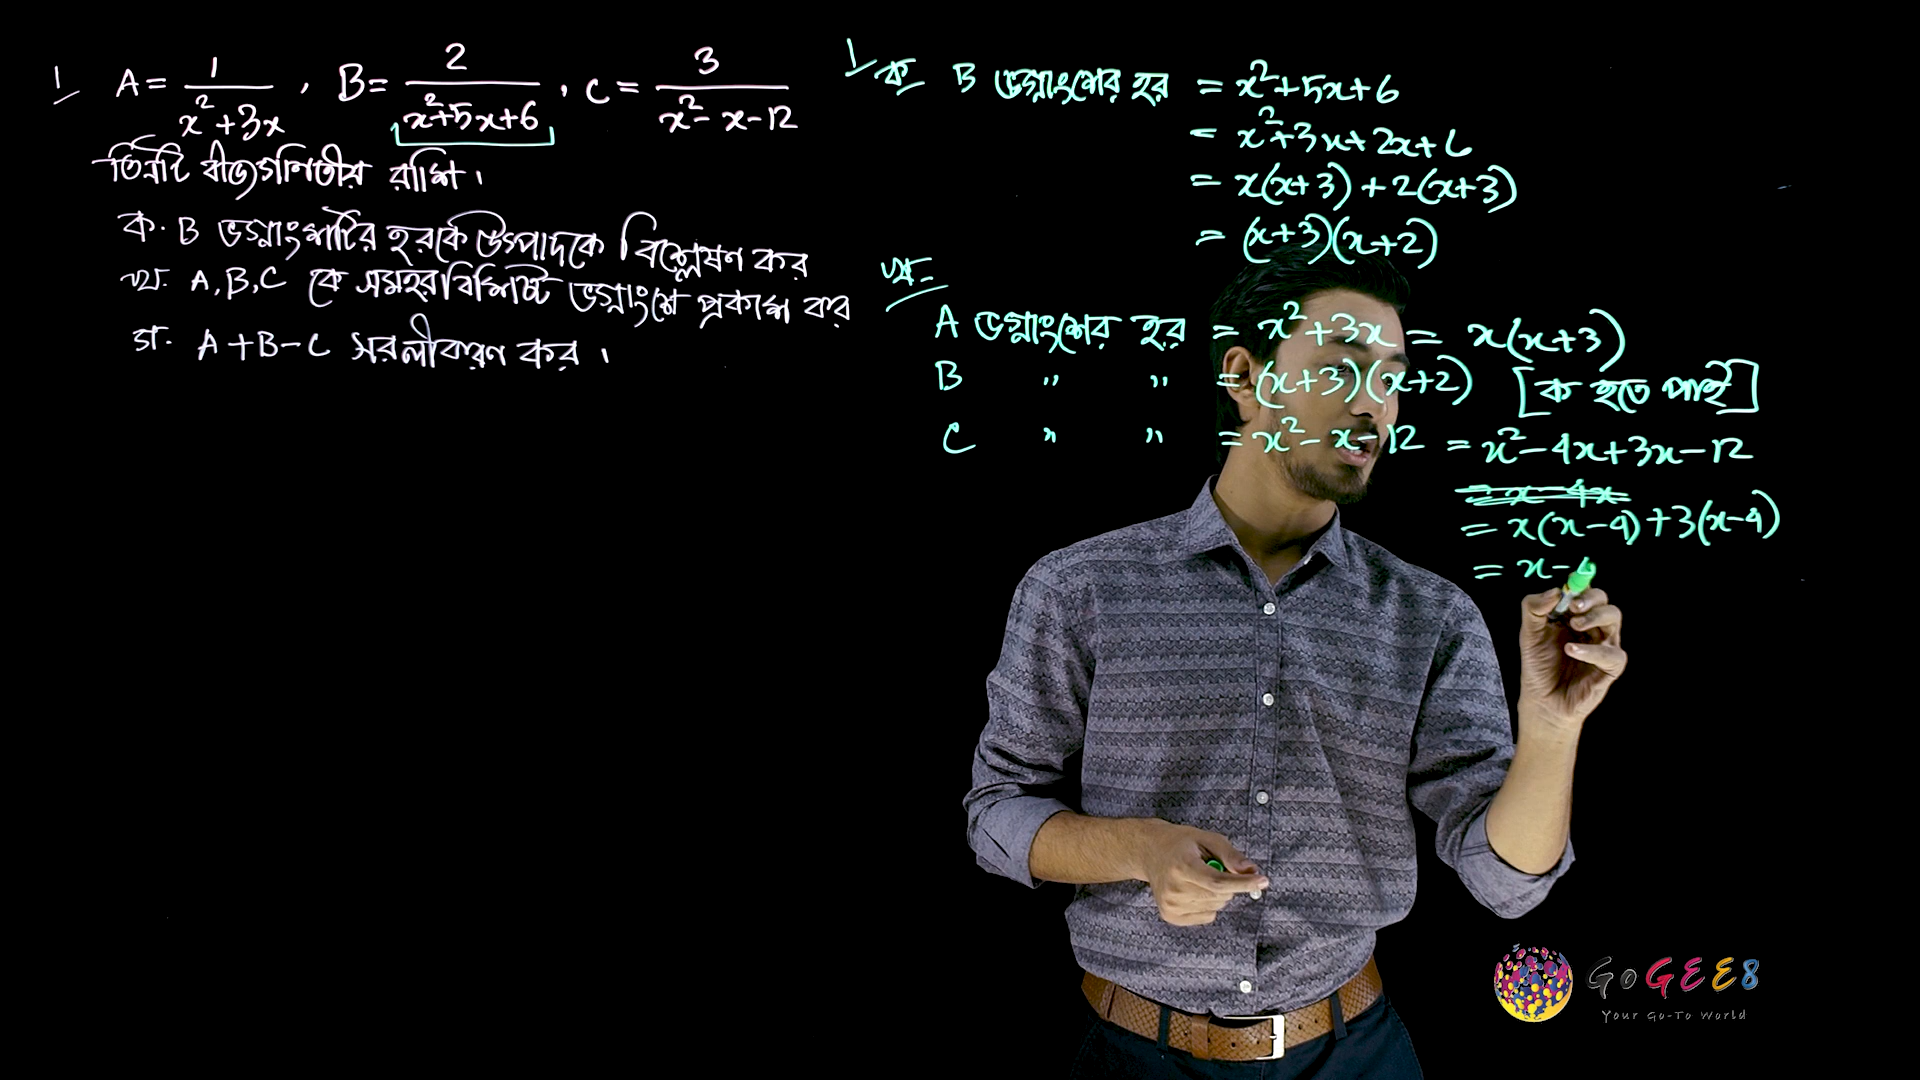 1 A = 1/(x²+3x) , B = 2/(x²+5x+6) , C = 3/(x²-x-12)
তিনটি বীজগণিতীয় রাশি।
ক. B ভগ্নাংশটির হরকে উৎপাদকে বিশ্লেষণ কর
খ. A,B,C কে সমহরবিশিষ্ট ভগ্নাংশে প্রকাশ কর
গ. A+B-C সরলীকরণ কর।
1 ক B ভগ্নাংশের হর = x²+5x+6
= x²+3x+2x+6
= x(x+3)+2(x+3)
= (x+3)(x+2)
খ
A ভগ্নাংশের হর = x²+3x = x(x+3)
B " " = (x+3)(x+2) [ক হতে পাই]
C " " = x²-x-12 = x²-4x+3x-12
= x(x-4)+3(x-4)
= x-4
GoGEE8
Your Go-To World